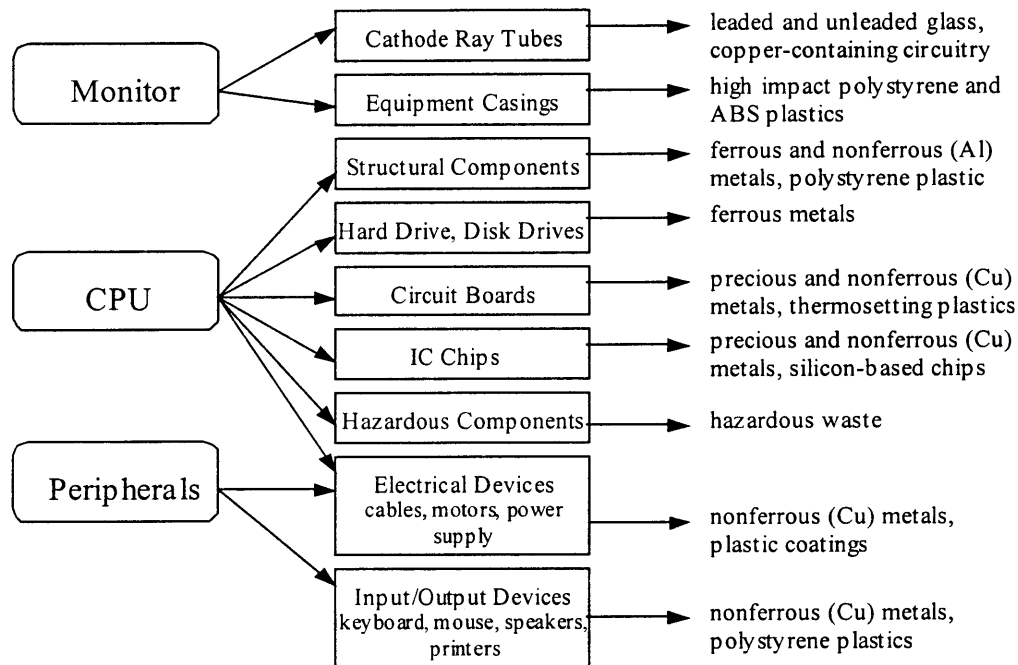 Monitor
CPU
Peripherals
Cathode Ray Tubes
Equipment Casings
Structural Components
Hard Drive, Disk Drives
Circuit Boards
IC Chips
Hazardous Components
Electrical Devices
cables, motors, power
supply
Input/Output Devices
keyboard, mouse, speakers,
printers
leaded and unleaded glass,
copper-containing circuitry
high impact polystyrene and
ABS plastics
ferrous and nonferrous (Al)
metals, polystyrene plastic
ferrous metals
precious and nonferrous (Cu)
metals, thermosetting plastics
precious and nonferrous (Cu)
metals, silicon-based chips
hazardous waste
nonferrous (Cu) metals,
plastic coatings
nonferrous (Cu) metals,
polystyrene plastics